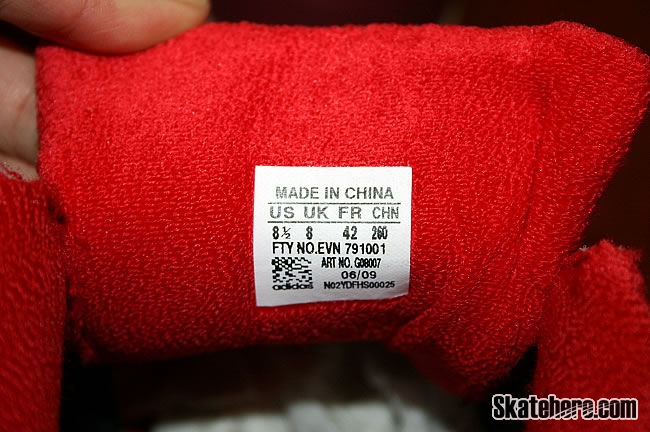 MADE IN CHINA
US UK FR CHN
8½ 8 42 260
FTY NO.EVN 791001
ART NO. G08007
06/09
adidas N02YDFHS00025
Skatehere.com